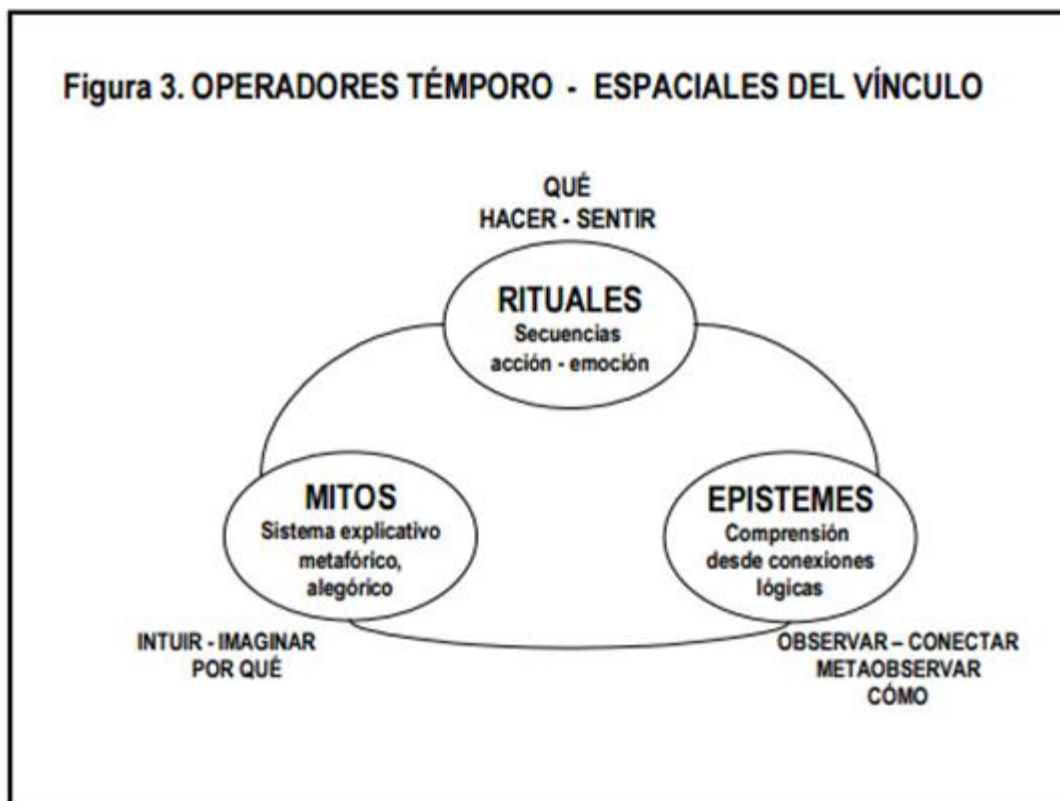 Figura 3. OPERADORES TÉMPORO - ESPACIALES DEL VÍNCULO
QUÉ
HACER - SENTIR
RITUALES
Secuencias
acción - emoción
MITOS
Sistema explicativo
metafórico,
alegórico
INTUIR - IMAGINAR
POR QUÉ
EPISTEMES
Comprensión
desde conexiones
lógicas
OBSERVAR – CONECTAR
METAOBSERVAR
CÓMO